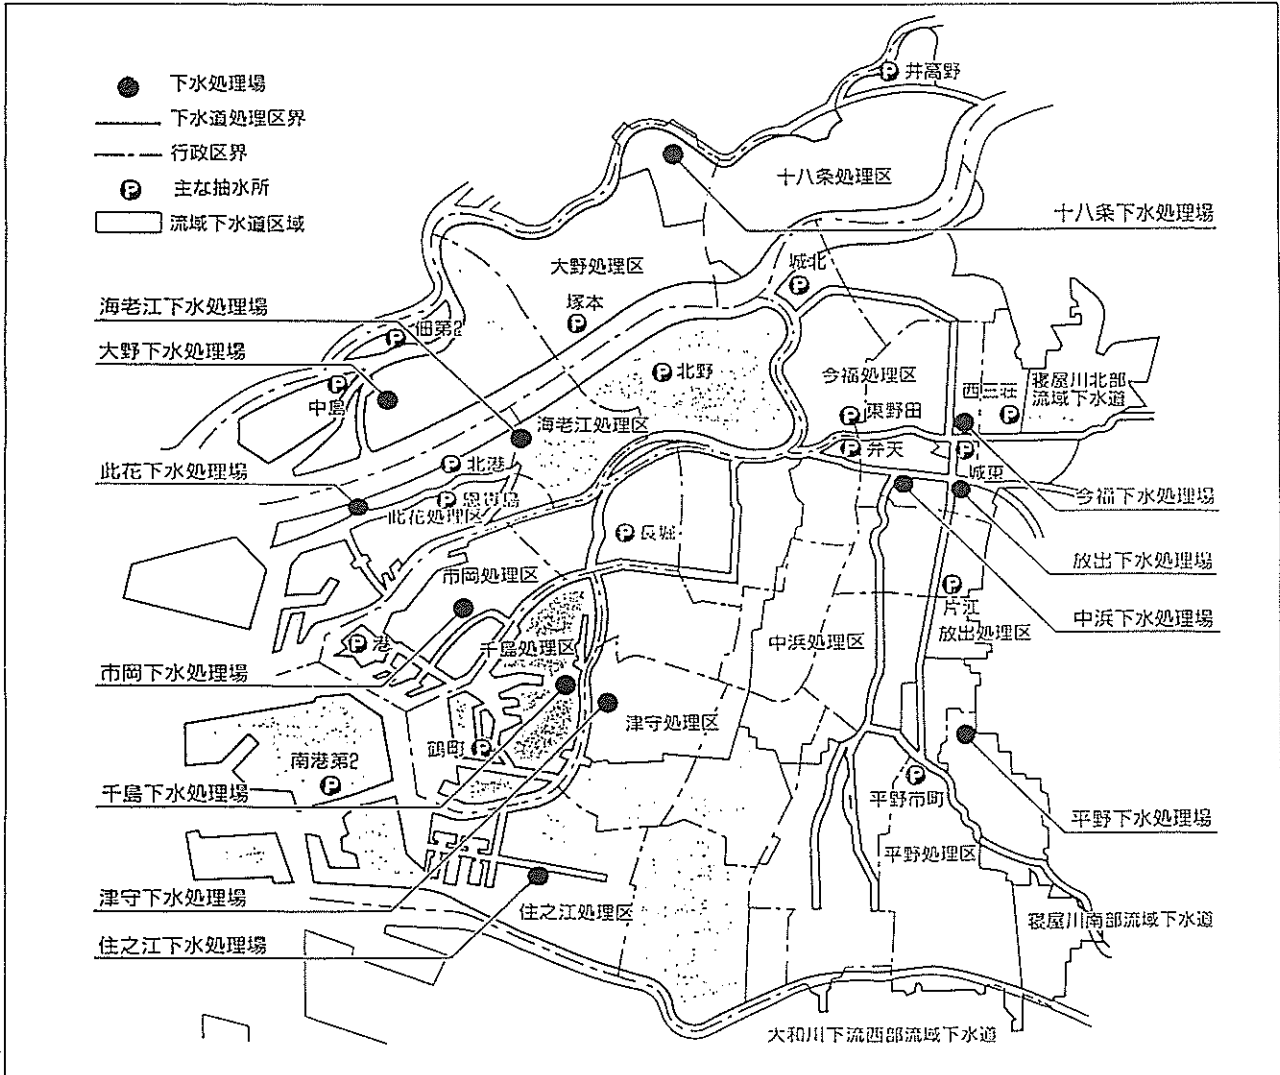 下水処理場
下水道処理区界
行政区界
P 主な抽水所
流域下水道区域
P 井高野
十八条処理区
十八条下水処理場
大野処理区
城北
P
塚本
P
海老江下水処理場
佃第2
P
大野下水処理場
P 北野
今福処理区
西三荘
P
寝屋川北部
流域下水道
P
中島
東野田
P
海老江処理区
P 弁天
P
城東
此花下水処理場
P 北港
P 恩貴島
此花処理区
今福下水処理場
P 長堀
放出下水処理場
市岡処理区
P
片江
中浜下水処理場
P 港
千島処理区
中浜処理区
放出処理区
市岡下水処理場
津守処理区
鶴町 P
南港第2
P
千島下水処理場
P
平野市町
平野下水処理場
平野処理区
津守下水処理場
住之江処理区
寝屋川南部流域下水道
住之江下水処理場
大和川下流西部流域下水道